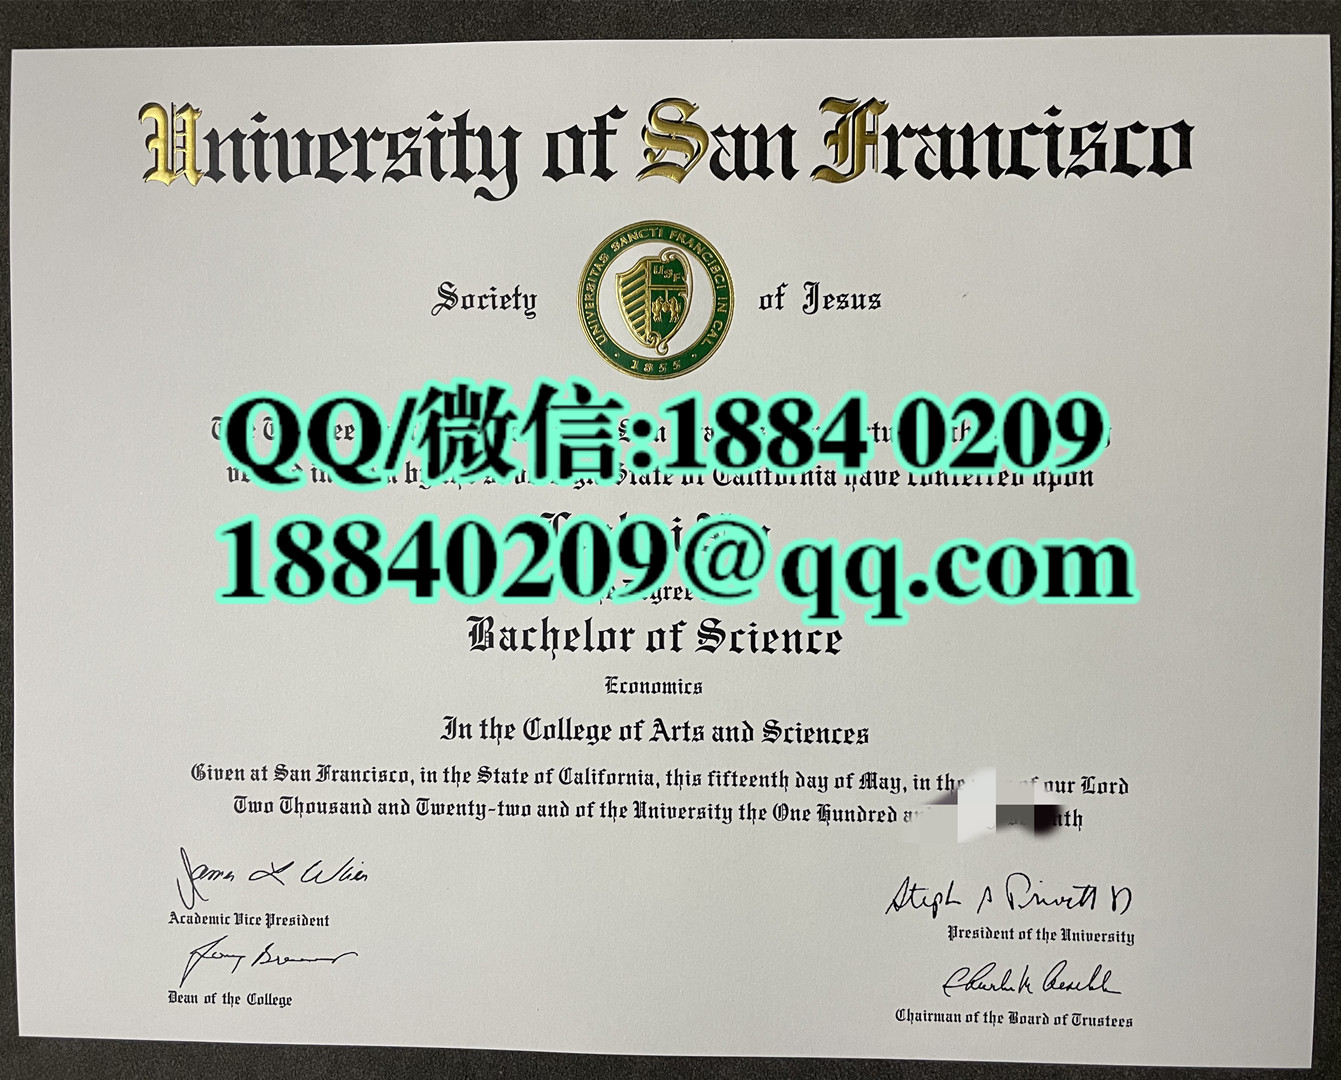 University of San Francisco
Society of Jesus
UNIVERSITAS SANCTI FRANCISCI IN CAL
USF
· 1855 ·
QQ/微信:1884 0209
State of California have conferred upon
18840209@qq.com
Bachelor of Science
Economics
In the College of Arts and Sciences
Given at San Francisco, in the State of California, this fifteenth day of May, in the of our Lord
Two Thousand and Twenty-two and of the University the One Hundred
Academic Vice President
President of the University
Dean of the College
Chairman of the Board of Trustees